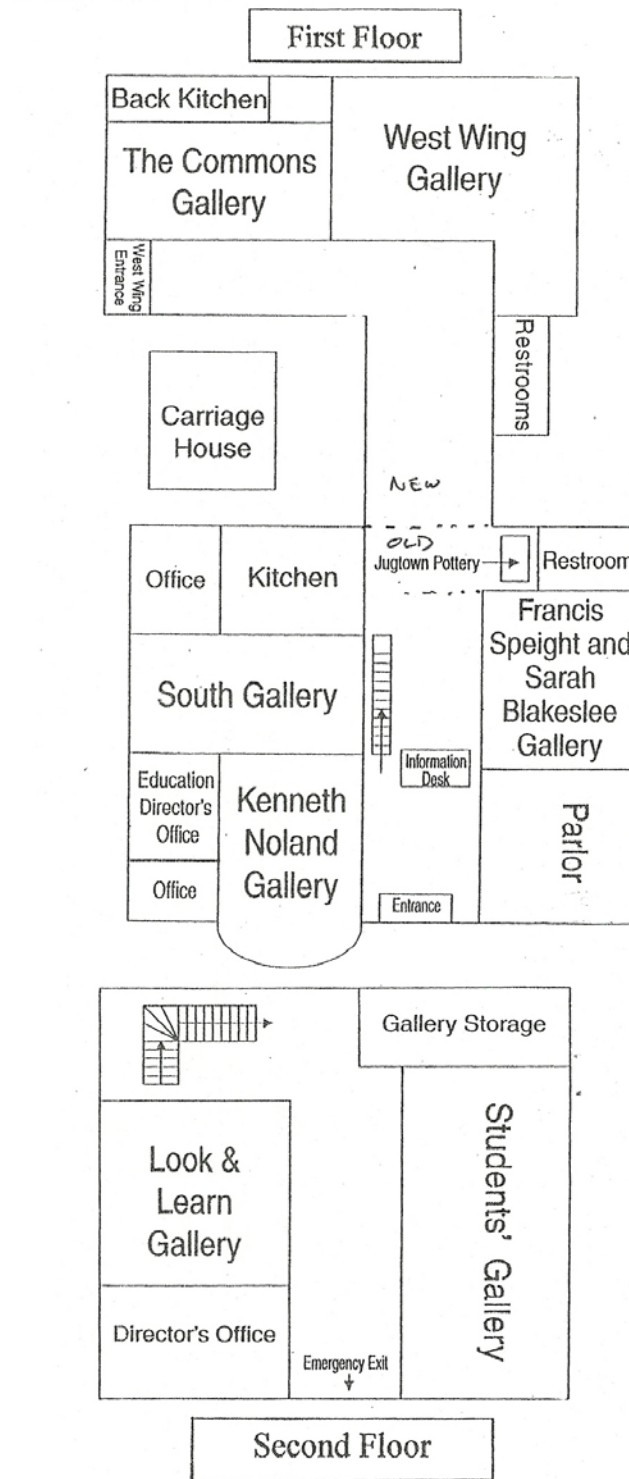 First Floor
Back Kitchen
The Commons
Gallery
West Wing
Gallery
West Wing
Entrance
Restrooms
Carriage
House
NEW
OLD
Jugtown Pottery
Office
Kitchen
Restroom
Francis
Speight and
Sarah
Blakeslee
Gallery
South Gallery
Information
Desk
Education
Director's
Office
Kenneth
Noland
Gallery
Parlor
Office
Entrance
Gallery Storage
Look &
Learn
Gallery
Students' Gallery
Director's Office
Emergency Exit
Second Floor